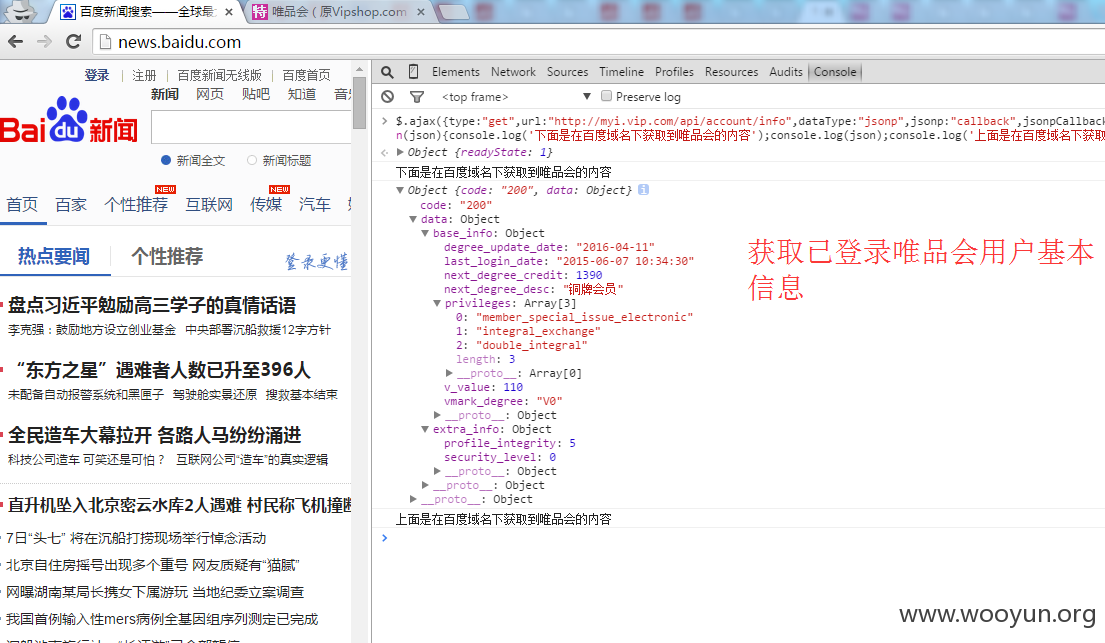 百度新闻搜索——全球最
唯品会（原Vipshop.com
news.baidu.com
登录 注册 百度新闻无线版 百度首页
新闻 网页 贴吧 知道 音
Bai du 新闻
新闻全文 新闻标题
NEW NEW
首页 百家 个性推荐 互联网 传媒 汽车
热点要闻 个性推荐 登录更懂
盘点习近平勉励高三学子的真情话语
李克强：鼓励地方设立创业基金 中央部署沉船救援12字方针
“东方之星”遇难者人数已升至396人
未配备自动报警系统和黑匣子 驾驶舱实景还原 搜救基本结束
全民造车大幕拉开 各路人马纷纷涌进
科技公司造车 可笑还是可怕？ 互联网公司“造车”的真实逻辑
直升机坠入北京密云水库2人遇难 村民称飞机撞断
7日“头七” 将在沉船打捞现场举行悼念活动
北京自住房摇号出现多个重号 网友质疑有“猫腻”
网曝湖南某局长携女下属游玩 当地纪委立案调查
我国首例输入性mers病例全基因组序列测定已完成
Elements Network Sources Timeline Profiles Resources Audits Console
<top frame> ▼ Preserve log
> $.ajax({type:"get",url:"http://myi.vip.com/api/account/info",dataType:"jsonp",jsonp:"callback",jsonpCallback
n(json){console.log('下面是在百度域名下获取到唯品会的内容');console.log(json);console.log('上面是在百度域名下获取
▶ Object {readyState: 1}
下面是在百度域名下获取到唯品会的内容
▼ Object {code: "200", data: Object} i
code: "200"
▼ data: Object
▼ base_info: Object
degree_update_date: "2016-04-11"
last_login_date: "2015-06-07 10:34:30"
next_degree_credit: 1390
next_degree_desc: "铜牌会员"
▼ privileges: Array[3]
0: "member_special_issue_electronic"
1: "integral_exchange"
2: "double_integral"
length: 3
▶ __proto__: Array[0]
v_value: 110
vmark_degree: "V0"
▶ __proto__: Object
▼ extra_info: Object
profile_integrity: 5
security_level: 0
▶ __proto__: Object
▶ __proto__: Object
▶ __proto__: Object
上面是在百度域名下获取到唯品会的内容
>
获取已登录唯品会用户基本
信息
www.wooyun.org